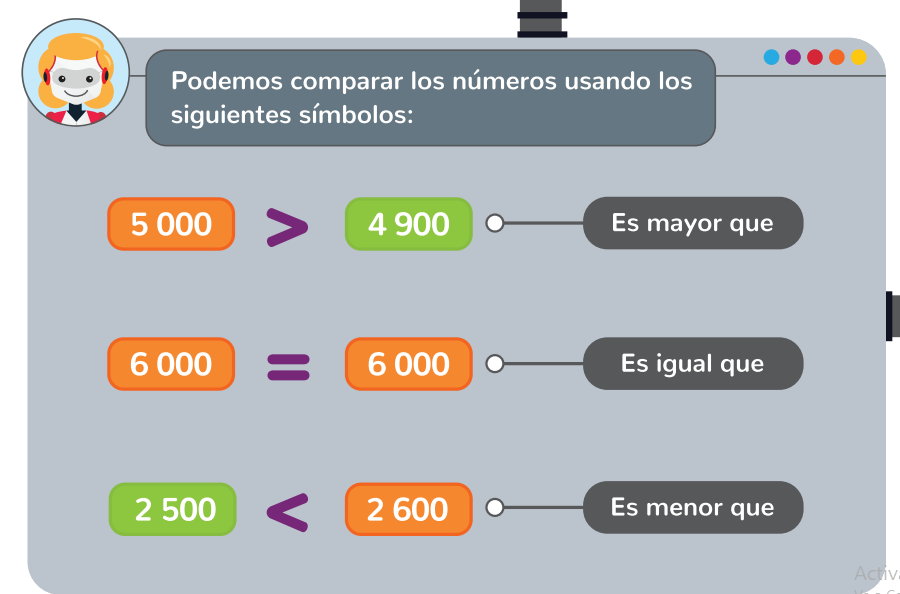 Podemos comparar los números usando los
siguientes símbolos:
5 000 > 4 900 Es mayor que
6 000 = 6 000 Es igual que
2 500 < 2 600 Es menor que